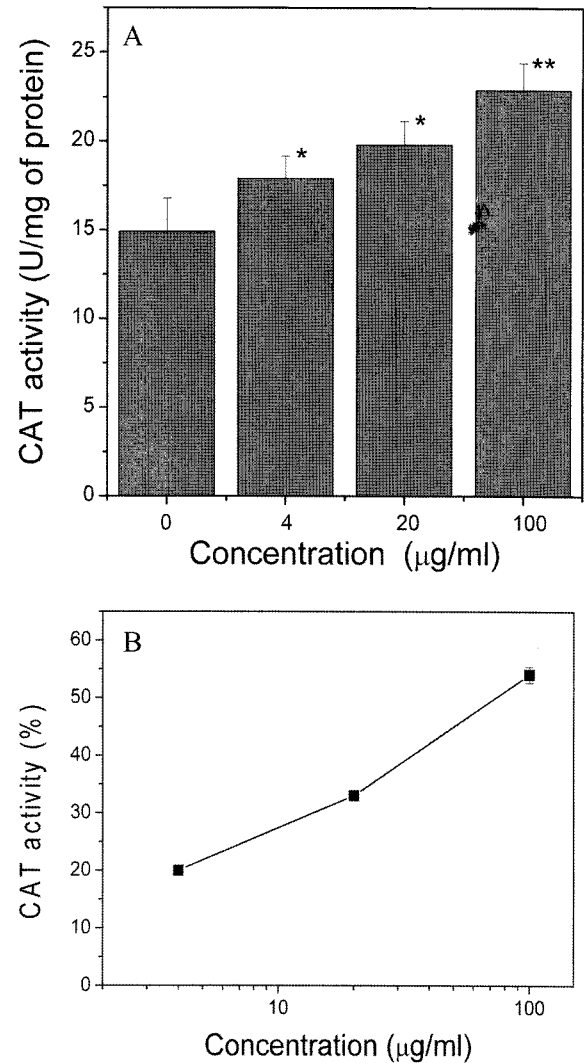 A
CAT activity (U/mg of protein)
25
20
15
10
5
0
*
*
**
0 4 20 100
Concentration (μg/ml)
B
CAT activity (%)
60
50
40
30
20
10
0
10 100
Concentration (μg/ml)